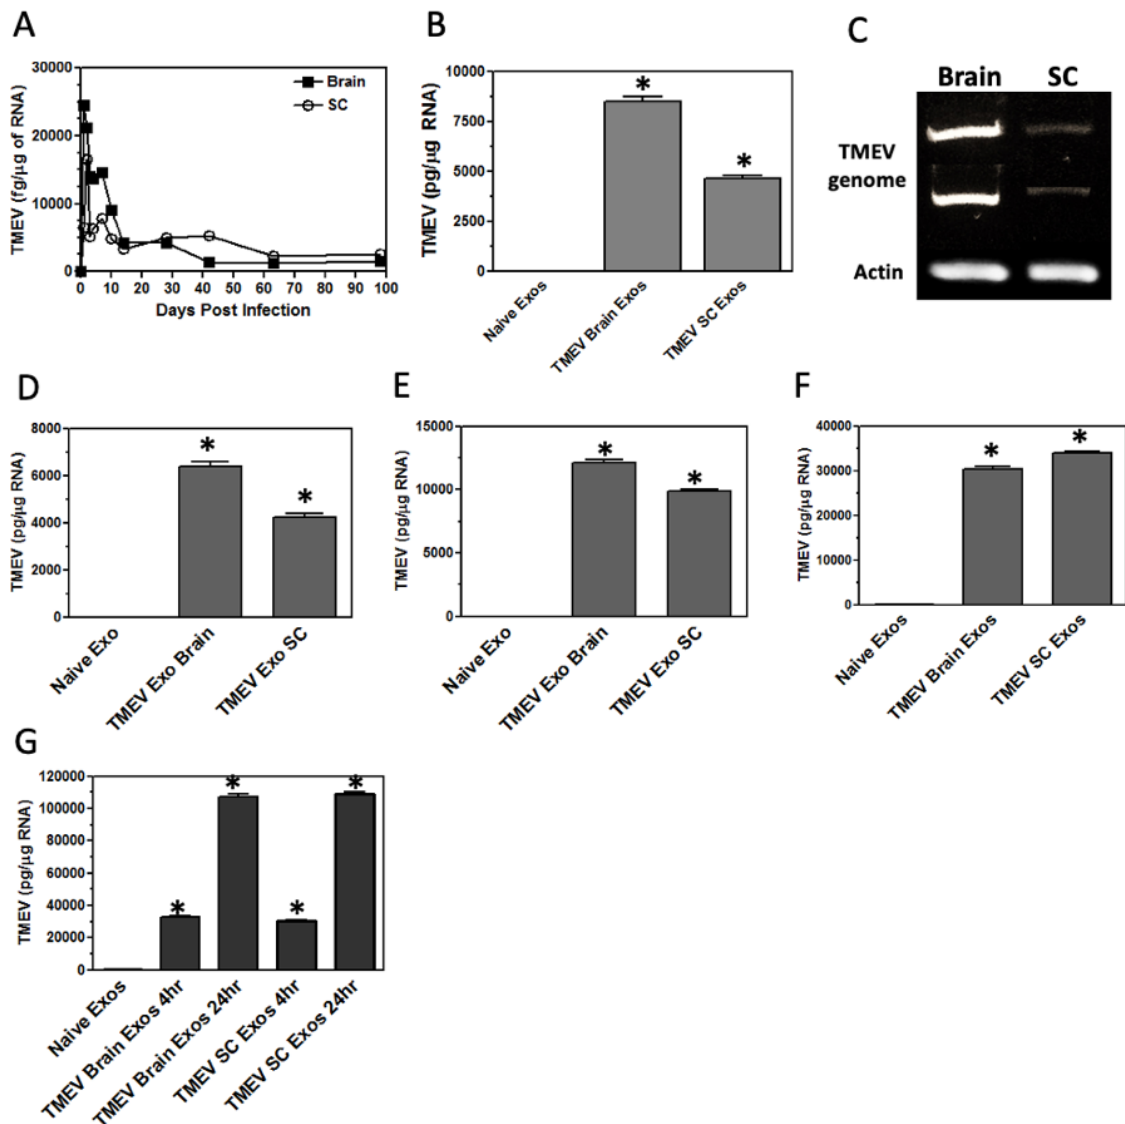 A
TMEV (fg/µg of RNA)
30000
20000
10000
0
Brain
SC
0 10 20 30 40 50 60 70 80 90 100
Days Post Infection
B
TMEV (pg/µg RNA)
10000
7500
5000
2500
0
*
*
Naive Exos
TMEV Brain Exos
TMEV SC Exos
C
Brain SC
TMEV
genome
Actin
D
TMEV (pg/µg RNA)
8000
6000
4000
2000
0
*
*
Naive Exo
TMEV Exo Brain
TMEV Exo SC
E
TMEV (pg/µg RNA)
15000
10000
5000
0
*
*
Naive Exo
TMEV Exo Brain
TMEV Exo SC
F
TMEV (pg/µg RNA)
40000
30000
20000
10000
0
*
*
Naive Exos
TMEV Brain Exos
TMEV SC Exos
G
TMEV (pg/µg RNA)
120000
100000
80000
60000
40000
20000
0
*
*
*
*
Naive Exos
TMEV Brain Exos 4hr
TMEV Brain Exos 24hr
TMEV SC Exos 4hr
TMEV SC Exos 24hr